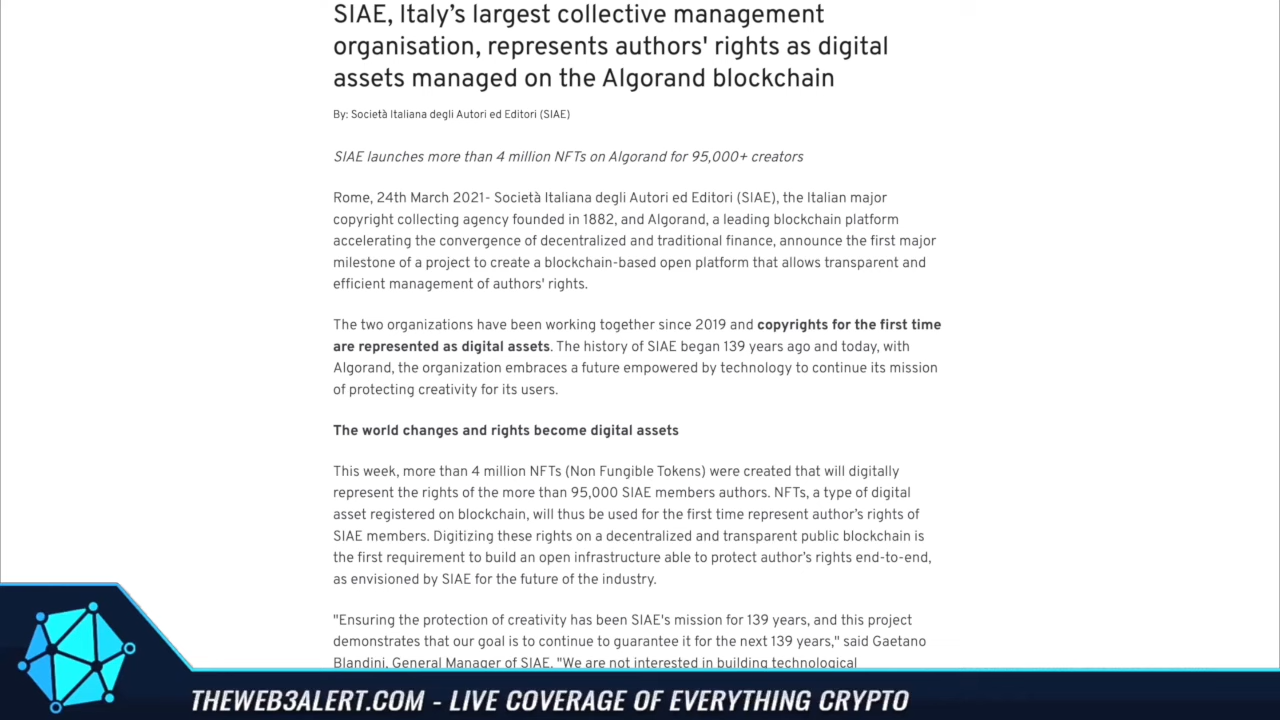 SIAE, Italy's largest collective management
organisation, represents authors' rights as digital
assets managed on the Algorand blockchain
By: Società Italiana degli Autori ed Editori (SIAE)
SIAE launches more than 4 million NFTs on Algorand for 95,000+ creators
Rome, 24th March 2021- Società Italiana degli Autori ed Editori (SIAE), the Italian major
copyright collecting agency founded in 1882, and Algorand, a leading blockchain platform
accelerating the convergence of decentralized and traditional finance, announce the first major
milestone of a project to create a blockchain-based open platform that allows transparent and
efficient management of authors' rights.
The two organizations have been working together since 2019 and copyrights for the first time
are represented as digital assets. The history of SIAE began 139 years ago and today, with
Algorand, the organization embraces a future empowered by technology to continue its mission
of protecting creativity for its users.
The world changes and rights become digital assets
This week, more than 4 million NFTs (Non Fungible Tokens) were created that will digitally
represent the rights of the more than 95,000 SIAE members authors. NFTs, a type of digital
asset registered on blockchain, will thus be used for the first time represent author's rights of
SIAE members. Digitizing these rights on a decentralized and transparent public blockchain is
the first requirement to build an open infrastructure able to protect author's rights end-to-end,
as envisioned by SIAE for the future of the industry.
"Ensuring the protection of creativity has been SIAE's mission for 139 years, and this project
demonstrates that our goal is to continue to guarantee it for the next 139 years," said Gaetano
Blandini, General Manager of SIAE. "We are not interested in building technological
THEWEB3ALERT.COM - LIVE COVERAGE OF EVERYTHING CRYPTO